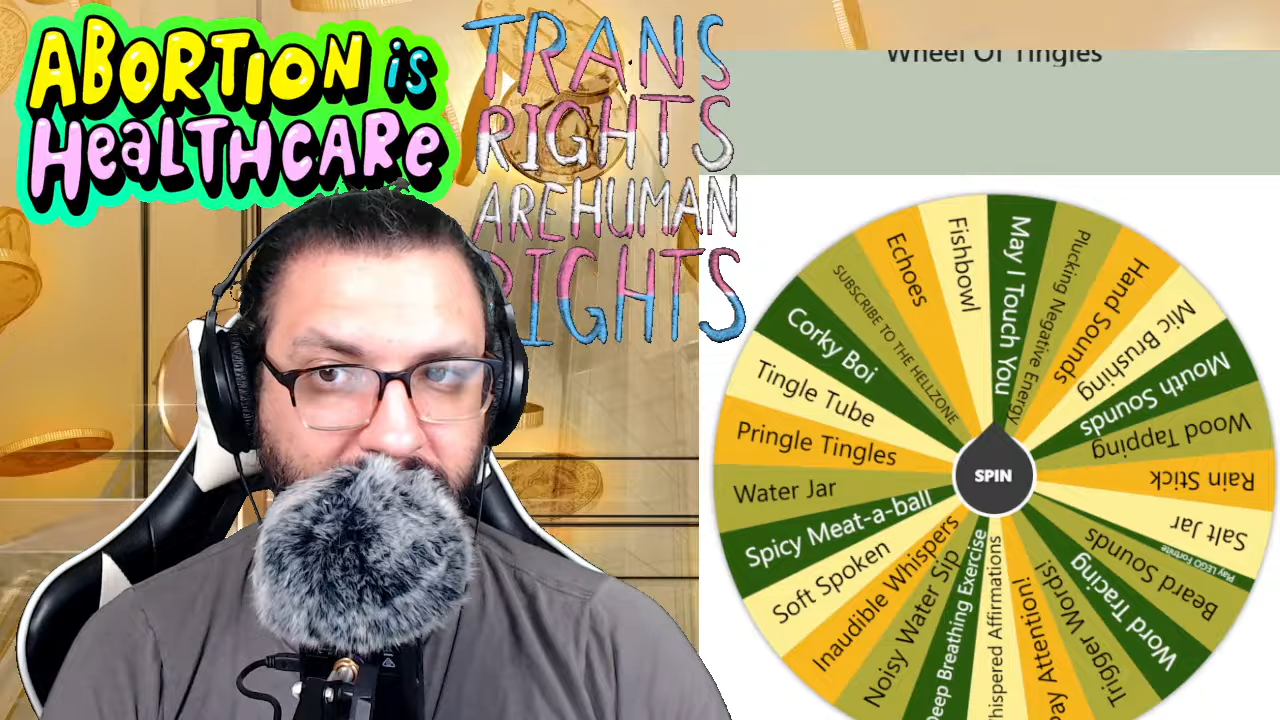 ABORTION is
HeaLTHCARe
TRANS
RIGHTS
ARE HUMAN
RIGHTS
Wheel Of Tingles
May I Touch You
Plucking Negative Energy
Hand Sounds
Mic Brushing
Mouth Sounds
Wood Tapping
Rain Stick
Salt Jar
Play LEGO Fortnite
Beard Sounds
Word Tracing
Trigger Words!
ay Attention!
hispered Affirmations
eep Breathing Exercise
Noisy Water Sip
Inaudible Whispers
Soft Spoken
Spicy Meat-a-ball
Water Jar
Pringle Tingles
Tingle Tube
Corky Boi
SUBSCRIBE TO THE HELLZONE
Echoes
Fishbowl
SPIN